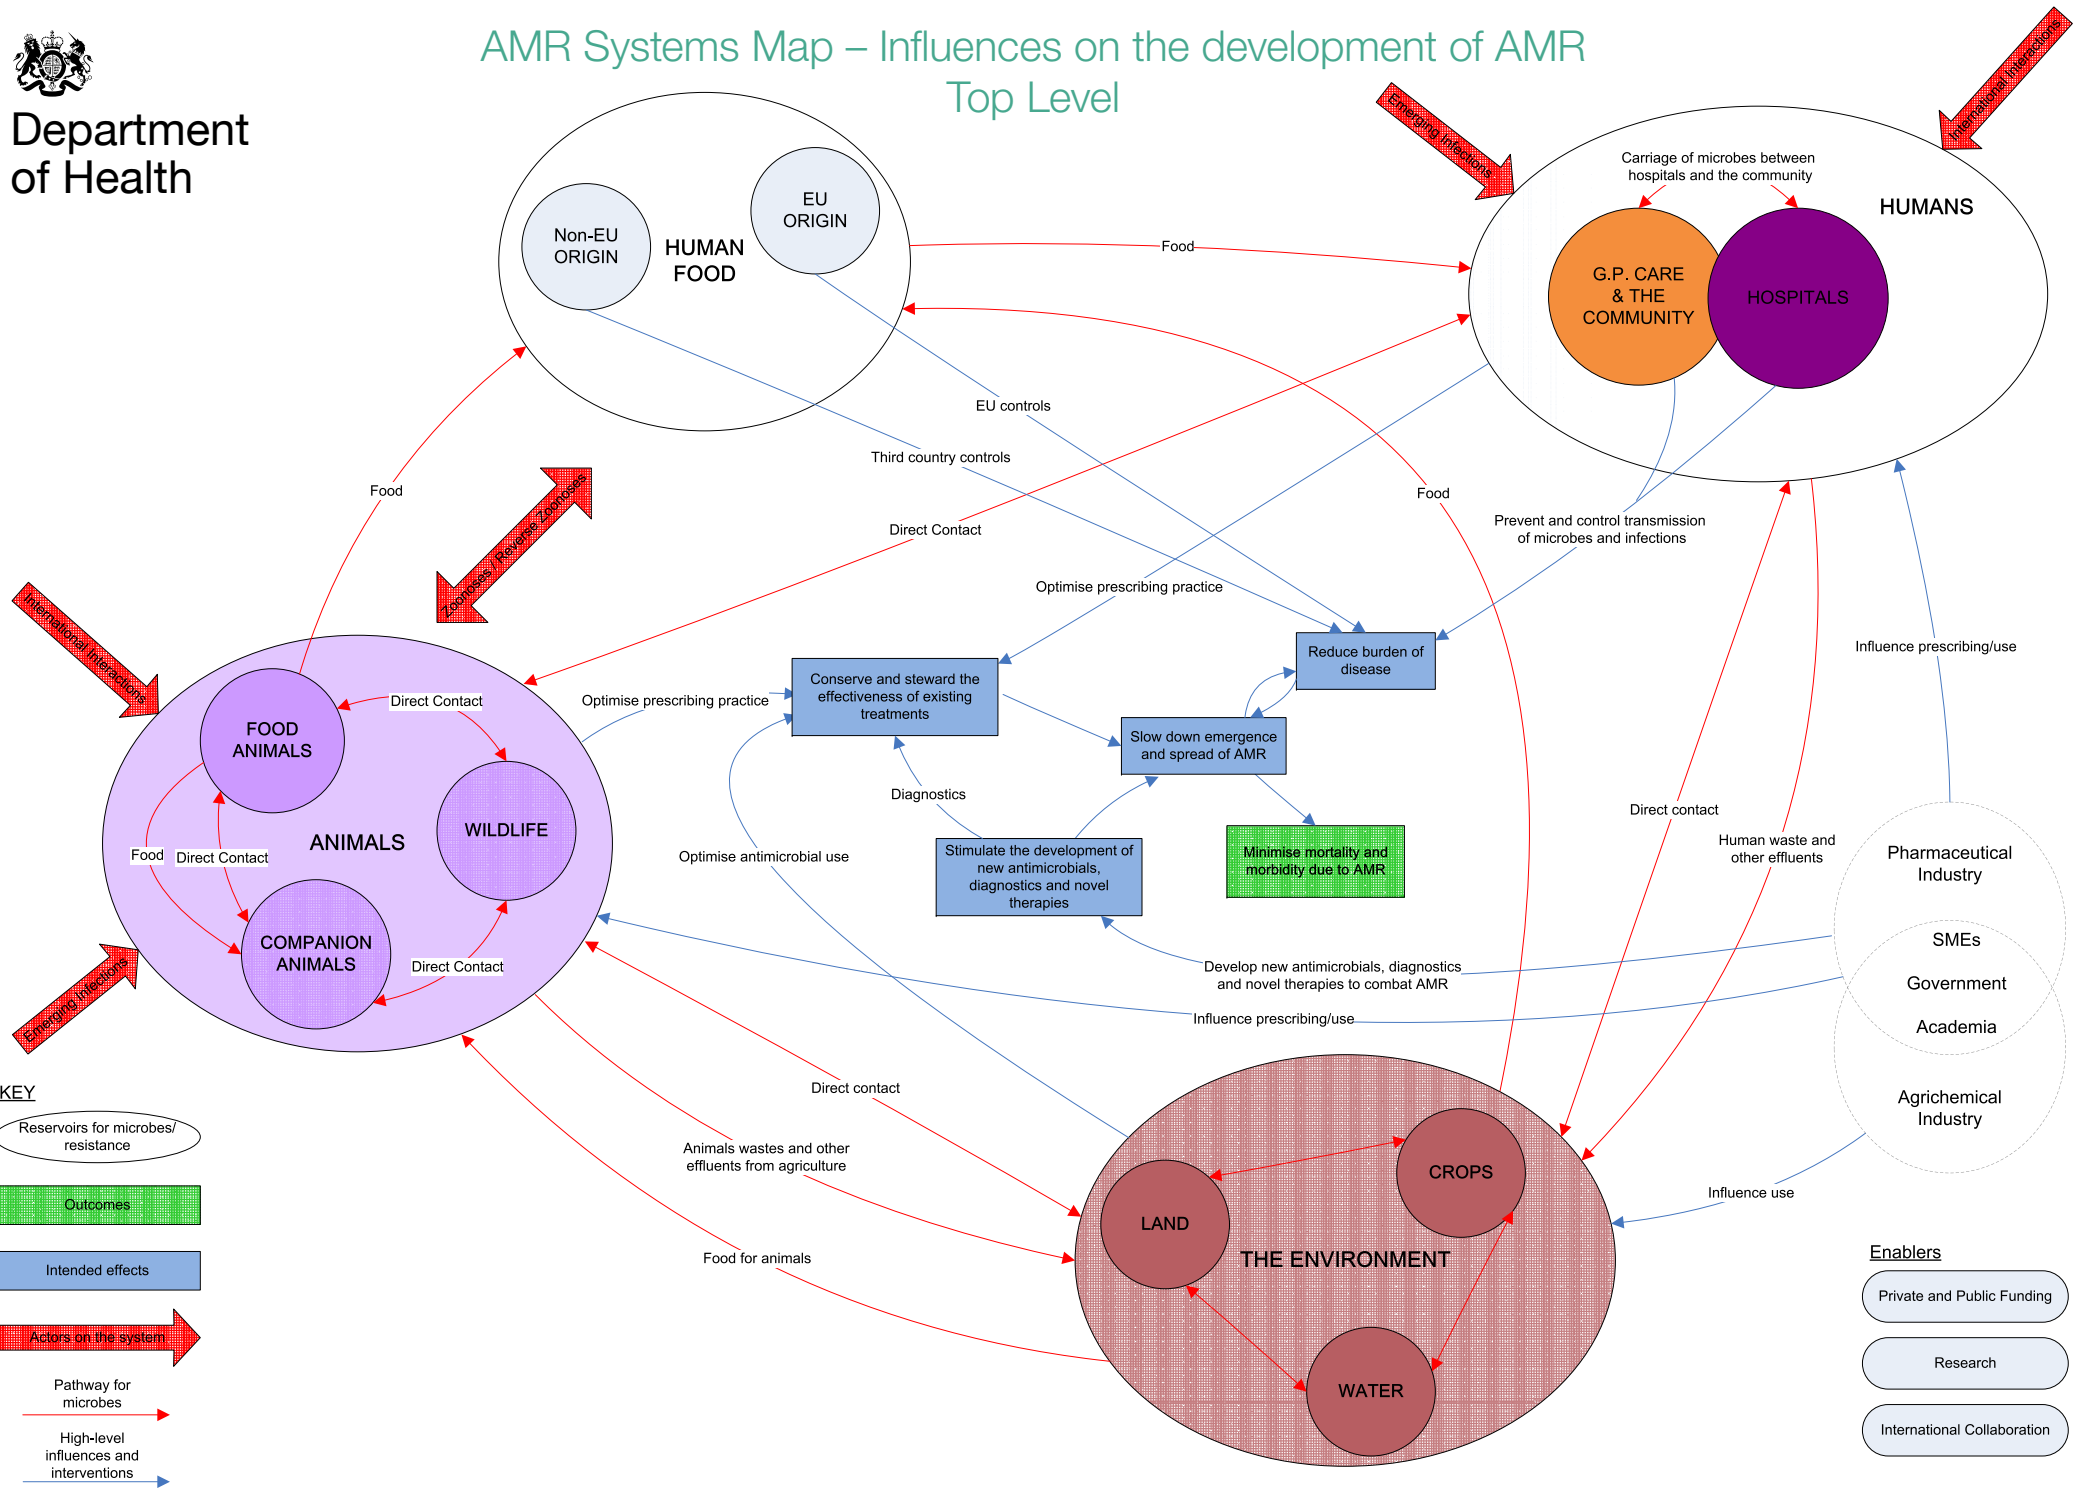 AMR Systems Map – Influences on the development of AMR
Top Level
Department
of Health
Emerging Infections
International Interactions
Carriage of microbes between
hospitals and the community
HUMANS
G.P. CARE
& THE
COMMUNITY
HOSPITALS
Non-EU
ORIGIN
HUMAN
FOOD
EU
ORIGIN
Food
EU controls
Third country controls
Food
Food
Direct Contact
Prevent and control transmission
of microbes and infections
Optimise prescribing practice
Zoonoses / Reverse Zoonoses
International Interactions
Influence prescribing/use
Reduce burden of
disease
Conserve and steward the
effectiveness of existing
treatments
Optimise prescribing practice
Slow down emergence
and spread of AMR
Direct Contact
FOOD
ANIMALS
WILDLIFE
ANIMALS
Food
Direct Contact
COMPANION
ANIMALS
Direct Contact
Emerging Infections
Diagnostics
Optimise antimicrobial use
Stimulate the development of
new antimicrobials,
diagnostics and novel
therapies
Minimise mortality and
morbidity due to AMR
Direct contact
Human waste and
other effluents
Pharmaceutical
Industry
SMEs
Government
Academia
Agrichemical
Industry
Develop new antimicrobials, diagnostics
and novel therapies to combat AMR
Influence prescribing/use
Direct contact
Animals wastes and other
effluents from agriculture
Food for animals
Influence use
CROPS
LAND
THE ENVIRONMENT
WATER
KEY
Reservoirs for microbes/
resistance
Outcomes
Intended effects
Actors on the system
Pathway for
microbes
High-level
influences and
interventions
Enablers
Private and Public Funding
Research
International Collaboration